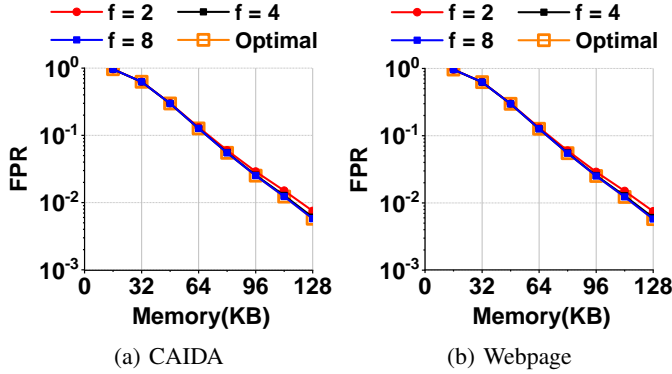 f = 2 f = 4
f = 8 Optimal
FPR
10^0
10^-1
10^-2
10^-3
0 32 64 96 128
Memory(KB)
(a) CAIDA
f = 2 f = 4
f = 8 Optimal
FPR
10^0
10^-1
10^-2
10^-3
0 32 64 96 128
Memory(KB)
(b) Webpage